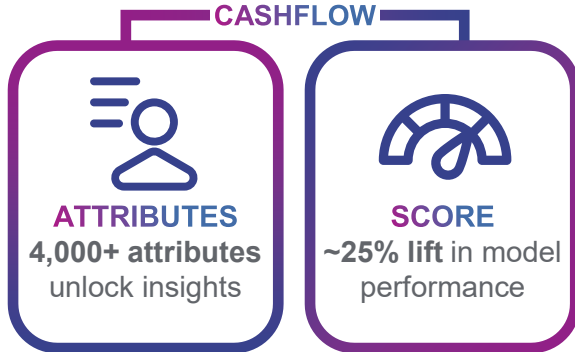 CASHFLOW
ATTRIBUTES
4,000+ attributes
unlock insights
SCORE
~25% lift in model
performance